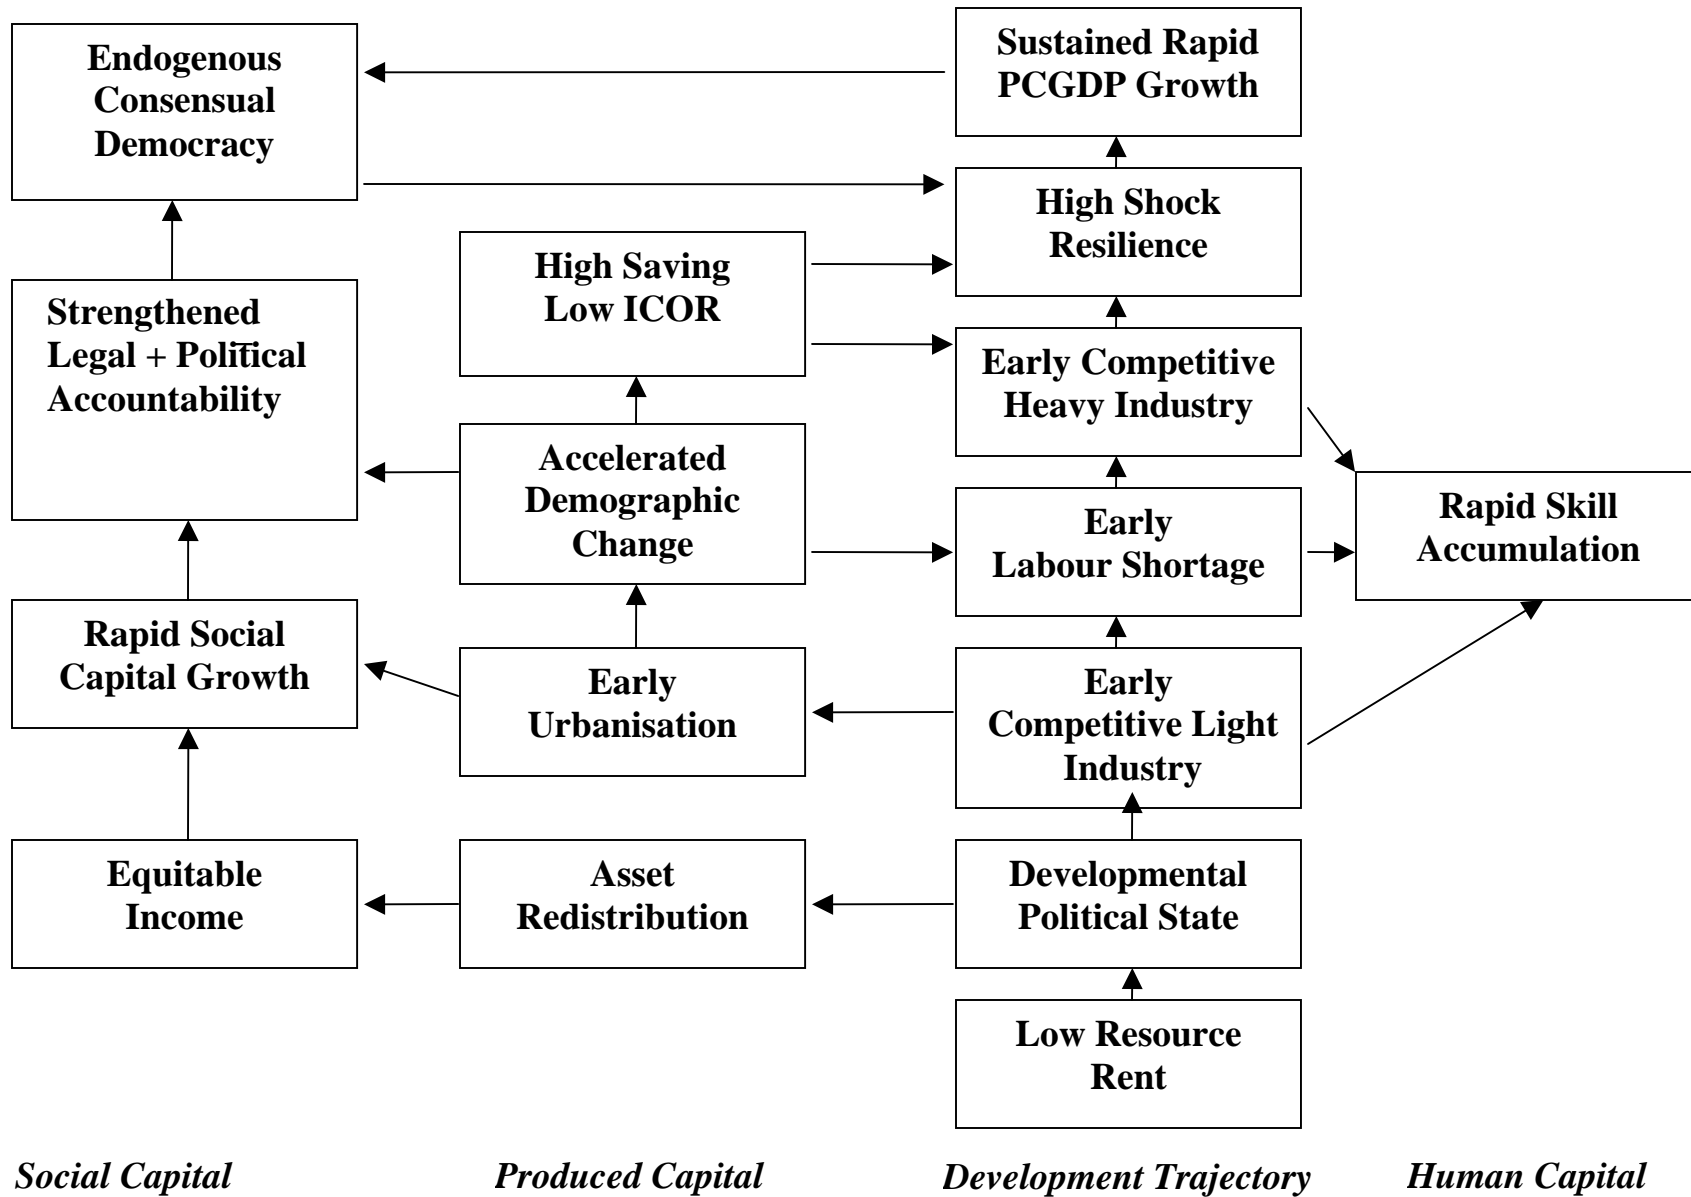 Endogenous
Consensual
Democracy
Sustained Rapid
PCGDP Growth
High Shock
Resilience
High Saving
Low ICOR
Strengthened
Legal + Political
Accountability
Early Competitive
Heavy Industry
Accelerated
Demographic
Change
Early
Labour Shortage
Rapid Skill
Accumulation
Rapid Social
Capital Growth
Early
Urbanisation
Early
Competitive Light
Industry
Equitable
Income
Asset
Redistribution
Developmental
Political State
Low Resource
Rent
Social Capital
Produced Capital
Development Trajectory
Human Capital